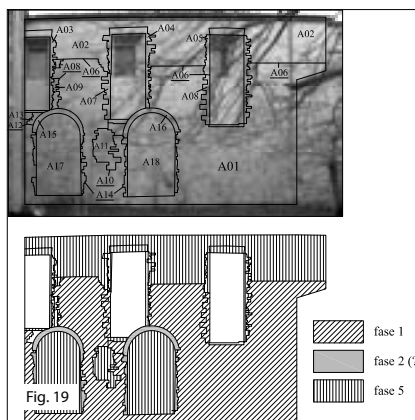 A03
A04
A02
A02
A05
A08
A06
A06
A06
A09
A07
A08
A13
A12
A15
A16
A11
A17
A18
A01
A10
A14
fase 1
fase 2 (?
fase 5
Fig. 19